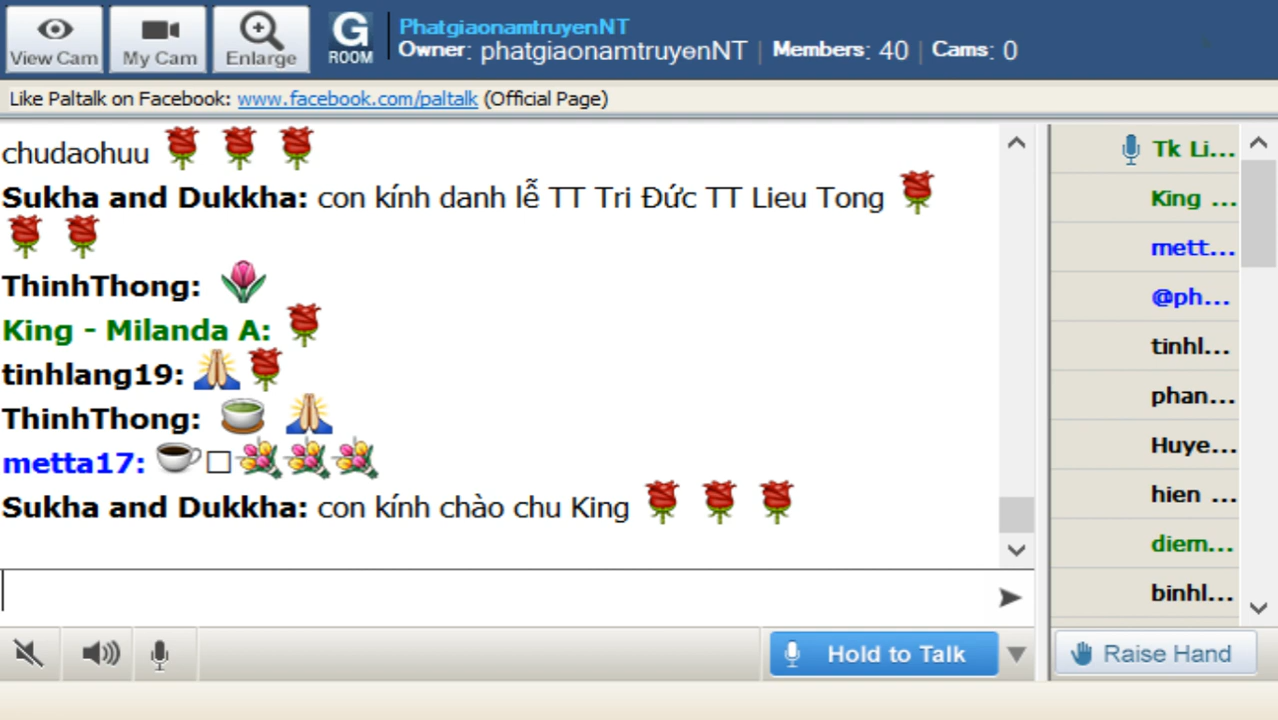 View Cam
My Cam
Enlarge
G
ROOM
PhatgiaonamtruyenNT
Owner: phatgiaonamtruyenNT | Members: 40 | Cams: 0
Like Paltalk on Facebook: www.facebook.com/paltalk (Official Page)
chudaohuu
Sukha and Dukkha: con kính danh lễ TT Tri Đức TT Lieu Tong
ThinhThong:
King - Milanda A:
tinhlang19:
ThinhThong:
metta17:
Sukha and Dukkha: con kính chào chu King
Tk Li...
King ...
mett...
@ph...
tinhl...
phan...
Huye...
hien ...
diem...
binhl...
Hold to Talk
Raise Hand